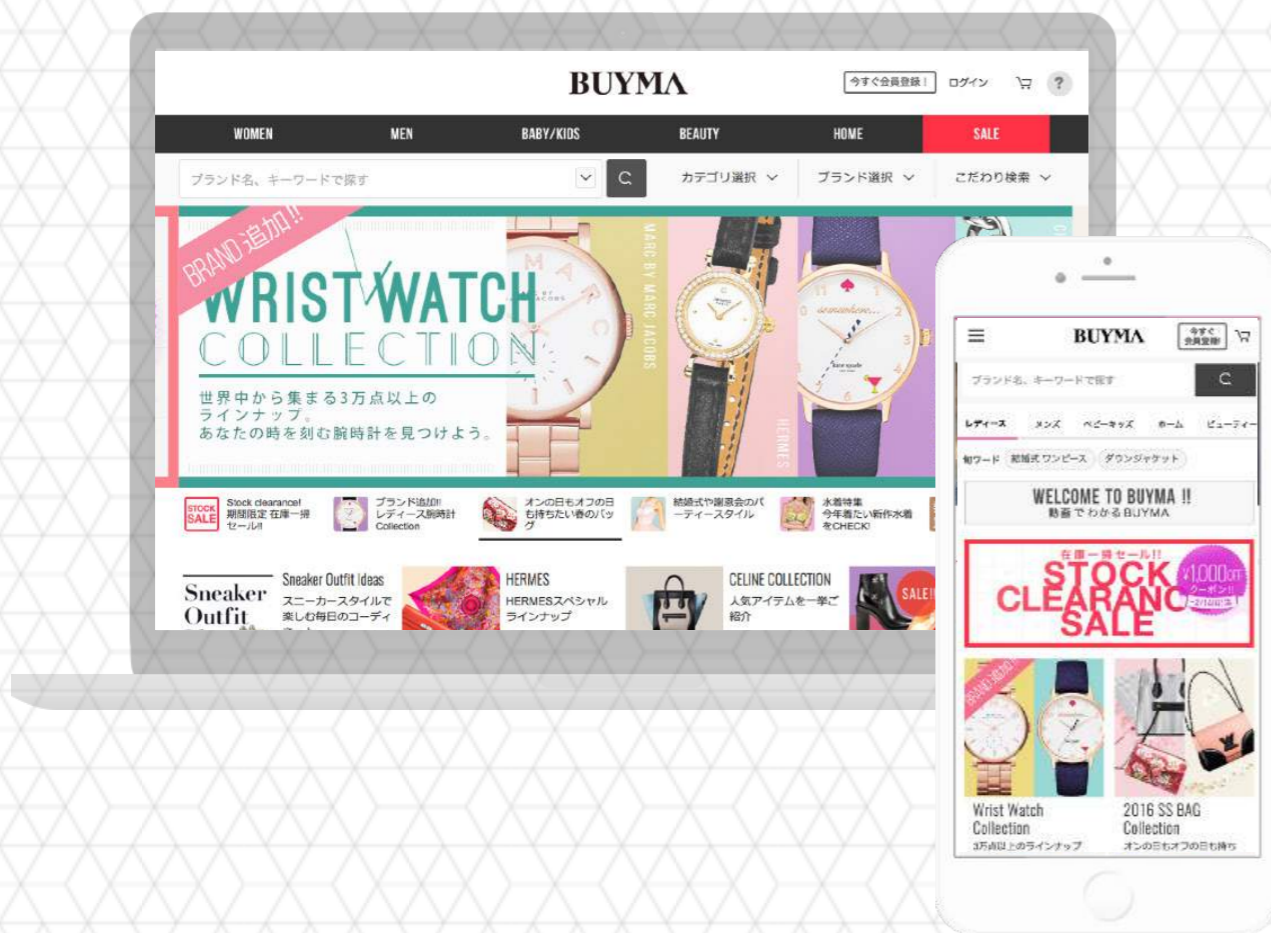 BUYMA
今すぐ会員登録！ ログイン ?
WOMEN MEN BABY/KIDS BEAUTY HOME SALE
ブランド名、キーワードで探す カテゴリ選択 ブランド選択 こだわり検索
BRAND追加!!
WRIST WATCH
COLLECTION
世界中から集まる3万点以上の
ラインナップ。
あなたの時を刻む腕時計を見つけよう。
MARC BY MARC JACOBS
HERMES
STOCK
SALE
Stock clearance!
期間限定 在庫一掃
セール!!
ブランド追加!!
レディース腕時計
Collection
オンの日もオフの日
も持ちたい春のバッ
グ
結婚式や謝恩会のパ
ーティースタイル
水着特集
今年着たい新作水着
をCHECK!
Sneaker
Outfit
Sneaker Outfit Ideas
スニーカースタイルで
楽しむ毎日のコーディ
HERMES
HERMESスペシャル
ラインナップ
CELINE COLLECTION
人気アイテムを一挙ご
紹介
SALE!!
BUYMA
今すぐ
会員登録!
ブランド名、キーワードで探す
レディース メンズ ベビーキッズ ホーム ビューティー
旬ワード 結婚式 ワンピース ダウンジャケット
WELCOME TO BUYMA !!
動画でわかるBUYMA
在庫一掃セール!!
STOCK
CLEARANC
SALE
¥1,000OFF
クーポン!!
BRAND追加!!
Wrist Watch
Collection
3万点以上のラインナップ
2016 SS BAG
Collection
オンの日もオフの日も持ち